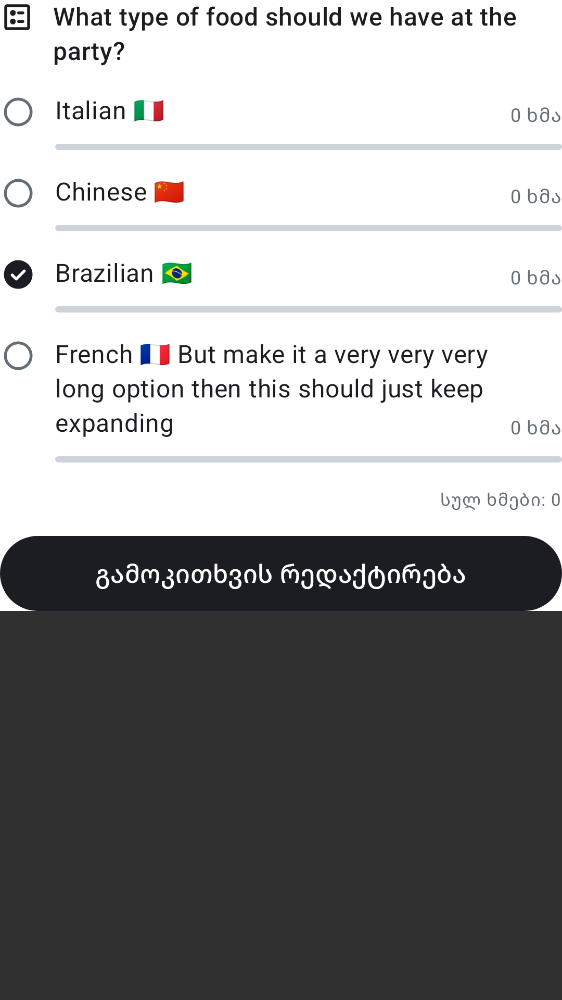 What type of food should we have at the
party?
Italian 🇮🇹
0 ხმა
Chinese 🇨🇳
0 ხმა
Brazilian 🇧🇷
0 ხმა
French 🇫🇷 But make it a very very very
long option then this should just keep
expanding
0 ხმა
სულ ხმები: 0
გამოკითხვის რედაქტირება